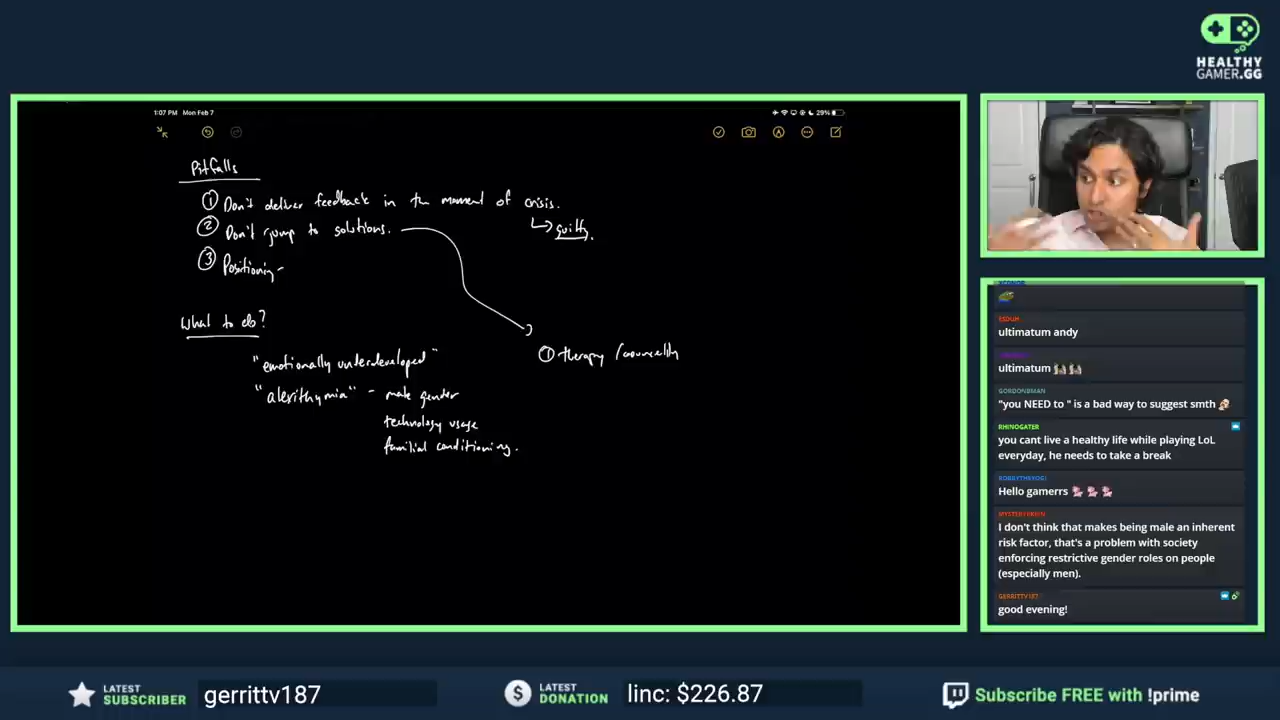 HEALTHY
GAMER.GG
1:07 PM Mon Feb 7
29%
Pitfalls
① Don't deliver feedback in the moment of crisis.
↳ guilty.
② Don't jump to solutions.
③ Positioning -
What to do?
"emotionally underdeveloped"
① therapy /
"alexithymia" - male gender
technology usage
familial conditioning.
ultimatum andy
ultimatum
GORDONSMAN
"you NEED to " is a bad way to suggest smth
RHINOGATER
you cant live a healthy life while playing LoL
everyday, he needs to take a break
BOBBYTHEYOGI
Hello gamerrs
I don't think that makes being male an inherent
risk factor, that's a problem with society
enforcing restrictive gender roles on people
(especially men).
GERRITTV187
good evening!
LATEST
SUBSCRIBER
gerrittv187
LATEST
DONATION
linc: $226.87
Subscribe FREE with !prime